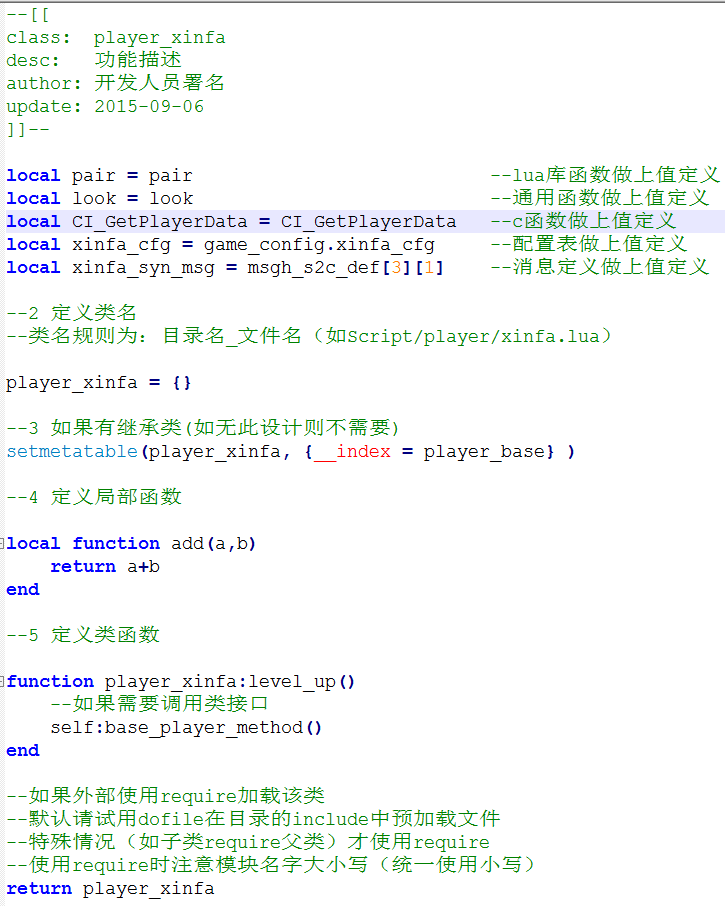 --[[
class:  player_xinfa
desc:   功能描述
author: 开发人员署名
update: 2015-09-06
]]--
local pair = pair --lua库函数做上值定义
local look = look --通用函数做上值定义
local CI_GetPlayerData = CI_GetPlayerData --c函数做上值定义
local xinfa_cfg = game_config.xinfa_cfg --配置表做上值定义
local xinfa_syn_msg = msgh_s2c_def[3][1] --消息定义做上值定义
--2 定义类名
--类名规则为：目录名_文件名（如Script/player/xinfa.lua）
player_xinfa = {}
--3 如果有继承类(如无此设计则不需要)
setmetatable(player_xinfa, {__index = player_base} )
--4 定义局部函数
local function add(a,b)
    return a+b
end
--5 定义类函数
function player_xinfa:level_up()
    --如果需要调用类接口
    self:base_player_method()
end
--如果外部使用require加载该类
--默认请试用dofile在目录的include中预加载文件
--特殊情况（如子类require父类）才使用require
--使用require时注意模块名字大小写（统一使用小写）
return player_xinfa